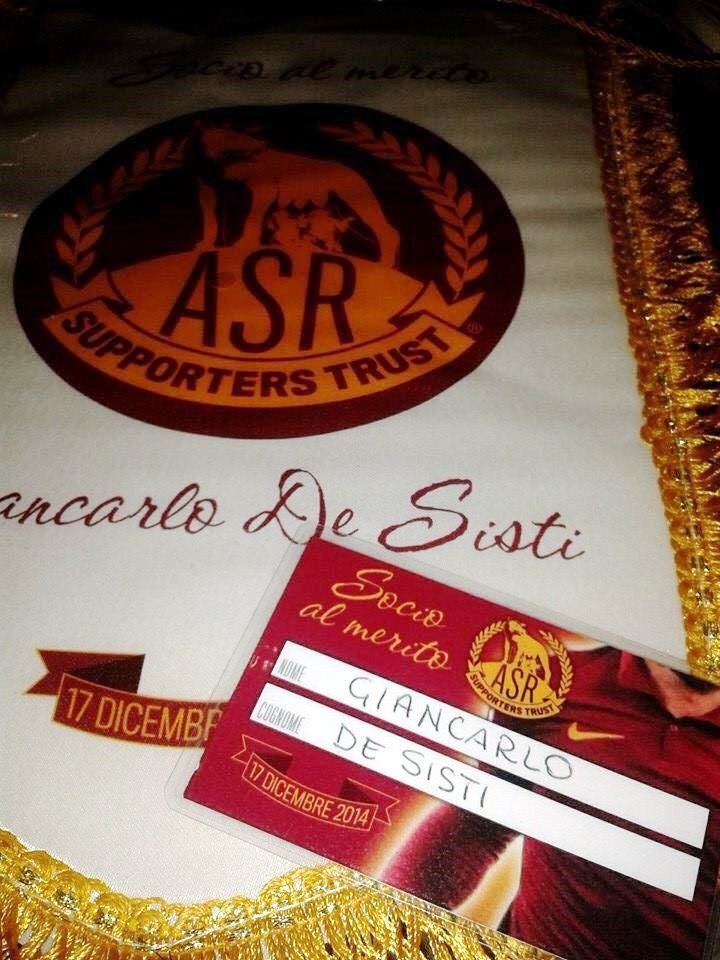 Socio al merito
ASR
SUPPORTERS TRUST
®
ancarlo De Sisti
17 DICEMBR
Socio
al merito
ASR
SUPPORTERS TRUST
NOME GIANCARLO
COGNOME DE SISTI
17 DICEMBRE 2014